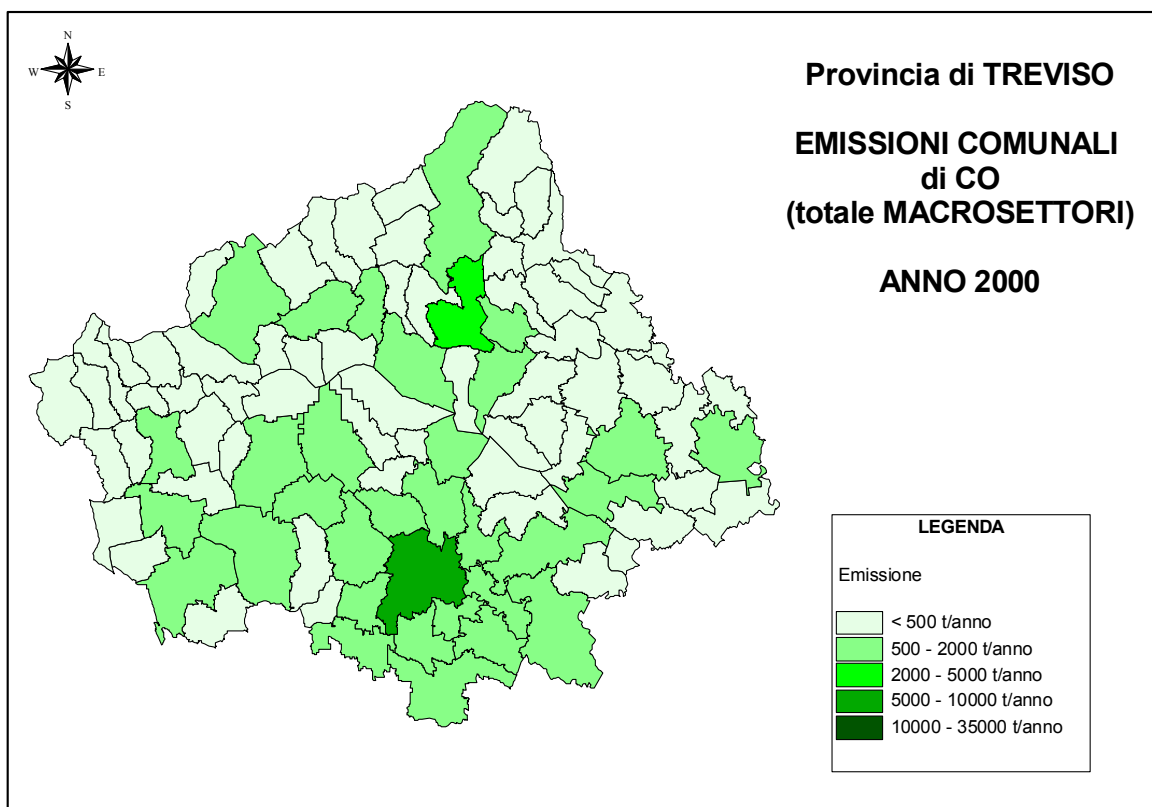 N
W E
S
Provincia di TREVISO
EMISSIONI COMUNALI
di CO
(totale MACROSETTORI)
ANNO 2000
LEGENDA
Emissione
< 500 t/anno
500 - 2000 t/anno
2000 - 5000 t/anno
5000 - 10000 t/anno
10000 - 35000 t/anno